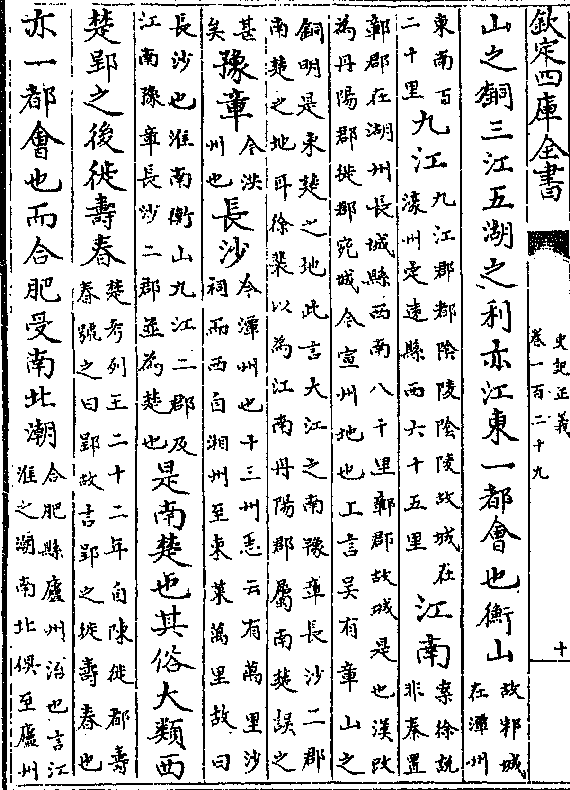 欽定四庫全書
史記正義
卷一百二十九
十
山之銅三江五湖之利亦江東一都會也衡山
故邾城
在潭州
東南百
二十里
九江
九江郡郡陰陵陰陵故城在
濠州定遠縣西六十五里
江南
案徐說
非秦置
鄣郡在湖州長城縣西南八十里鄣郡故城是也漢改
為丹陽郡徙郡宛城今宣州地也上言吳有章山之
銅明是東楚之地此言大江之南豫章長沙二郡
南楚之地耳徐裴以為江南丹陽郡屬南楚誤之
甚
矣
豫章
今洪
州也
長沙
今潭州也十三州志云有萬里沙
祠而西自湘州至東萊萬里故曰
長沙也淮南衡山九江二郡及
江南豫章長沙二郡並為楚也
是南楚也其俗大類西
楚郢之後徙壽春
楚考列王二十二年自陳徙都壽
春號之曰郢故言郢之徙壽春也
亦一都會也而合肥受南北潮
合肥縣廬州治也言江
淮之潮南北俱至廬州